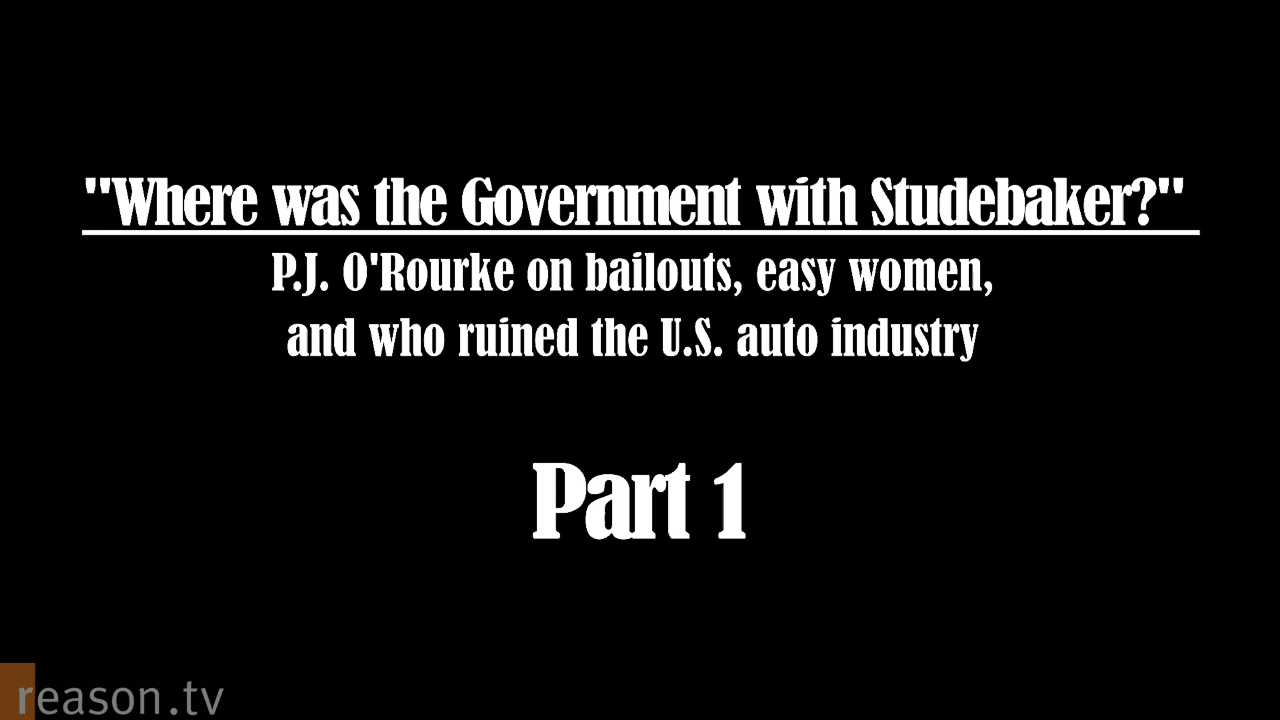 "Where was the Government with Studebaker?"
P.J. O'Rourke on bailouts, easy women,
and who ruined the U.S. auto industry
Part 1
reason.tv